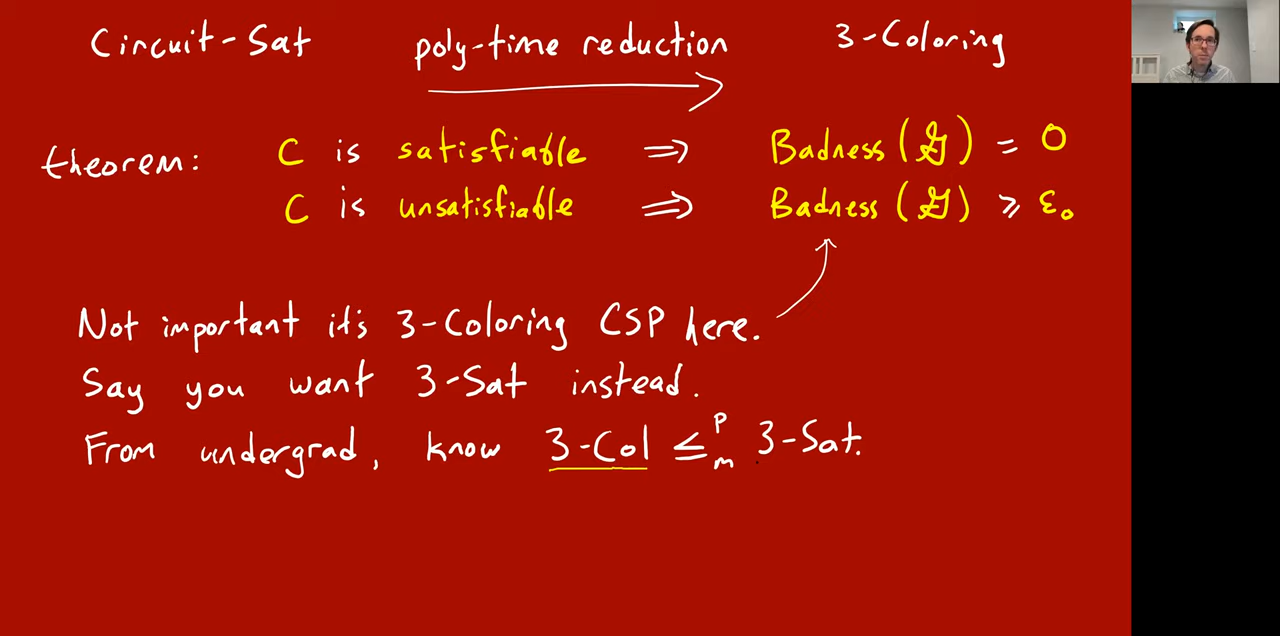 Circuit-Sat poly-time reduction 3-Coloring
theorem: C is satisfiable ⇒ Badness(𝒢) = 0
C is unsatisfiable ⇒ Badness(𝒢) ≥ ε₀
Not important it's 3-Coloring CSP here.
Say you want 3-Sat instead.
From undergrad, know 3-Col ≤ᵖₘ 3-Sat.